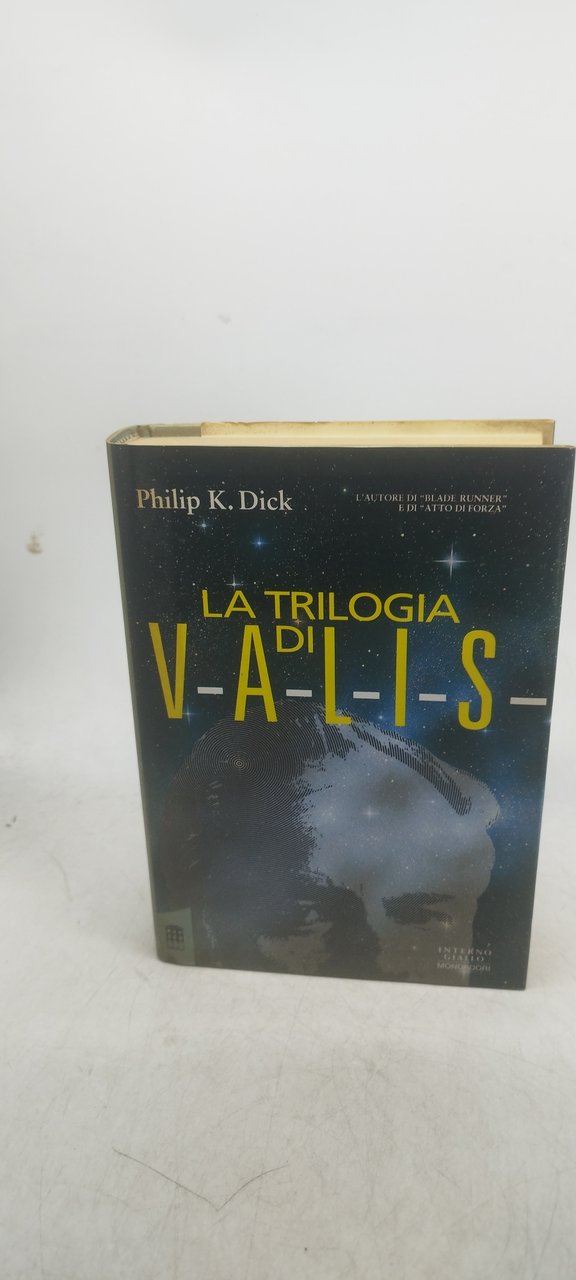 Philip K. Dick
L'AUTORE DI "BLADE RUNNER"
E DI "ATTO DI FORZA"
LA TRILOGIA
DI
V-A-L-I-S-
INTERNO
GIALLO
MONDADORI